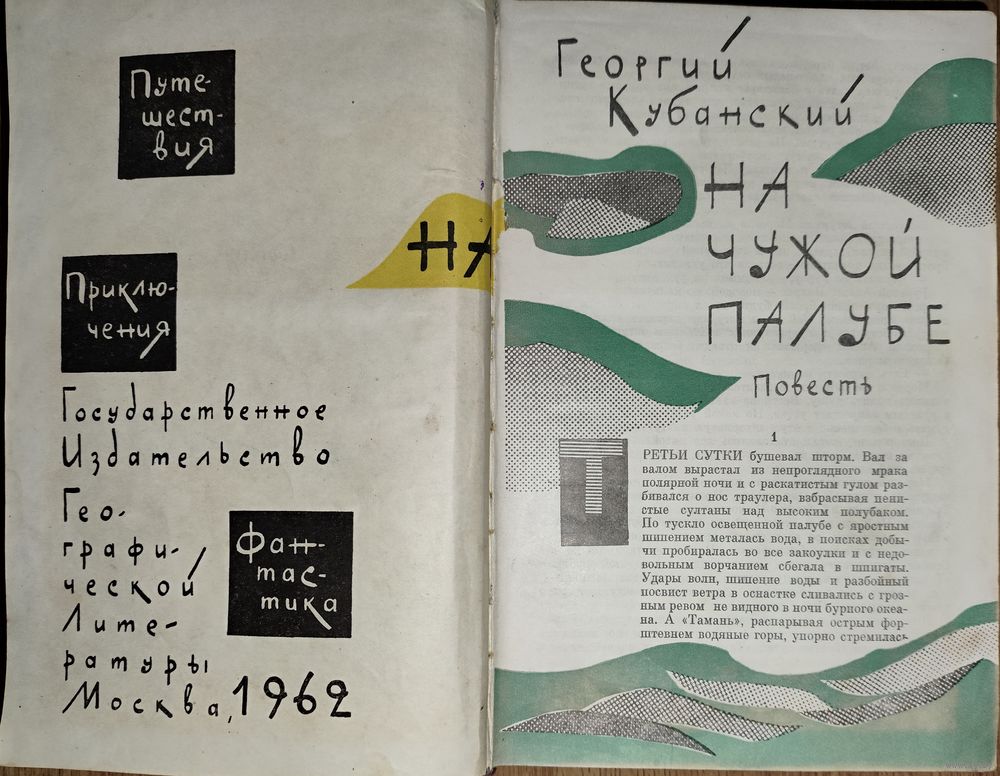 Путе-
шест-
вия
НА
Приклю-
чения
Государственное
Издательство
Гео-
графи-
ческой
Лите-
ратуры
Москва, 1962
Фан-
тас-
тика
Георгий
Кубанский
НА
ЧУЖОЙ
ПАЛУБЕ
Повесть
1
ТРЕТЬИ СУТКИ бушевал шторм. Вал за
валом вырастал из непроглядного мрака
полярной ночи и с раскатистым гулом раз-
бивался о нос траулера, взбрасывая пени-
стые султаны над высоким полубаком.
По тускло освещенной палубе с яростным
шипением металась вода, в поисках добы-
чи пробиралась во все закоулки и с недо-
вольным ворчанием сбегала в шпигаты.
Удары волн, шипение воды и разбойный
посвист ветра в оснастке сливались с гроз-
ным ревом не видного в ночи бурного океа-
на. А «Тамань», распарывая острым фор-
штевнем водяные горы, упорно стремилась